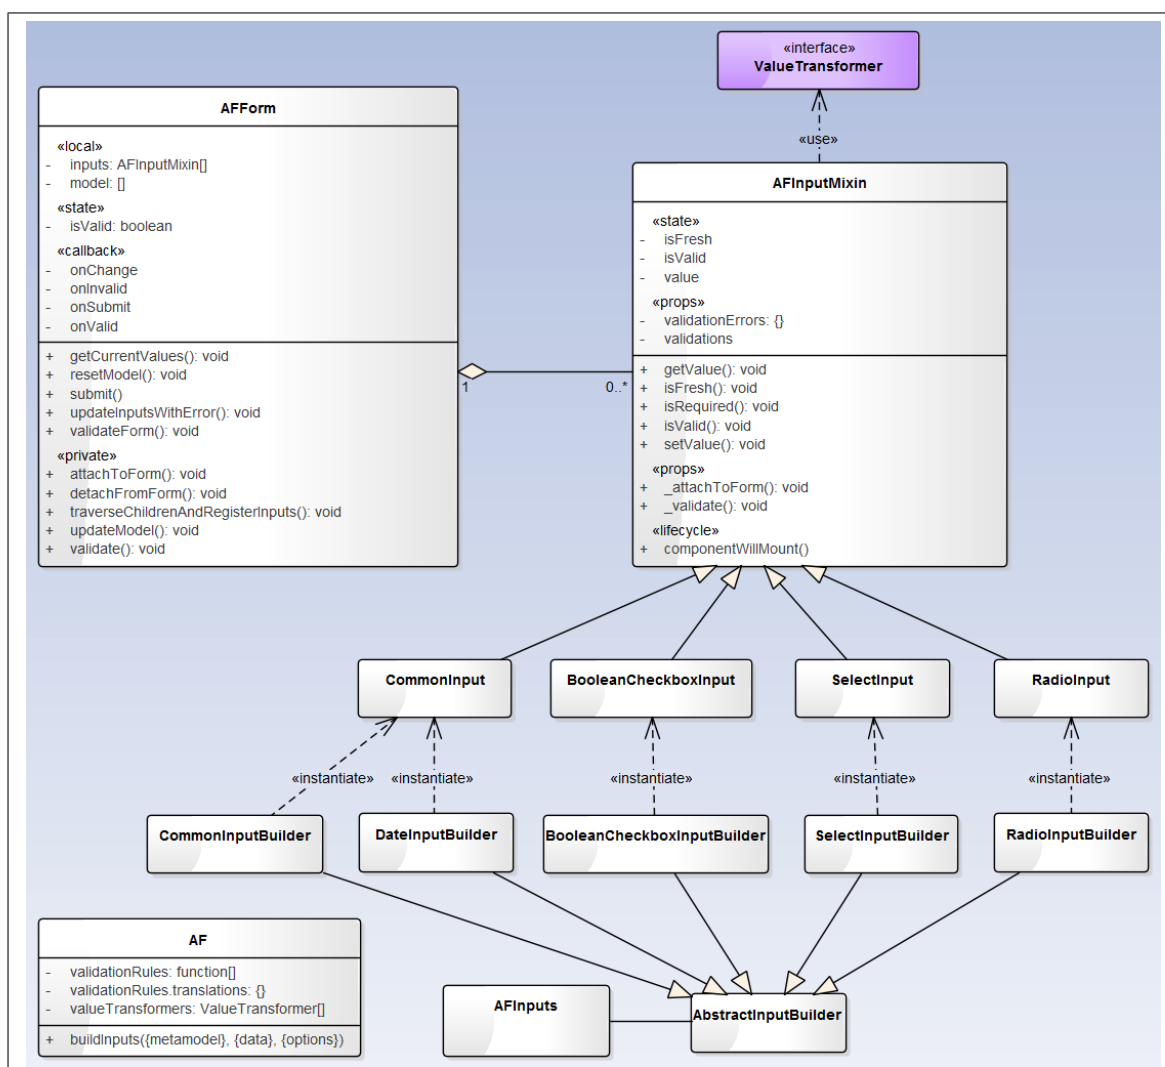 «interface»
ValueTransformer
«use»
AFForm
«local»
- inputs: AFInputMixin[]
- model: []
«state»
- isValid: boolean
«callback»
- onChange
- onInvalid
- onSubmit
- onValid
+ getCurrentValues(): void
+ resetModel(): void
+ submit()
+ updateInputsWithError(): void
+ validateForm(): void
«private»
+ attachToForm(): void
+ detachFromForm(): void
+ traverseChildrenAndRegisterInputs(): void
+ updateModel(): void
+ validate(): void
1
0..*
AFInputMixin
«state»
- isFresh
- isValid
- value
«props»
- validationErrors: {}
- validations
+ getValue(): void
+ isFresh(): void
+ isRequired(): void
+ isValid(): void
+ setValue(): void
«props»
+ _attachToForm(): void
+ _validate(): void
«lifecycle»
+ componentWillMount()
CommonInput
BooleanCheckboxInput
SelectInput
RadioInput
«instantiate»
«instantiate»
«instantiate»
«instantiate»
«instantiate»
CommonInputBuilder
DateInputBuilder
BooleanCheckboxInputBuilder
SelectInputBuilder
RadioInputBuilder
AF
- validationRules: function[]
- validationRules.translations: {}
- valueTransformers: ValueTransformer[]
+ buildInputs({metamodel}, {data}, {options})
AFInputs
AbstractInputBuilder